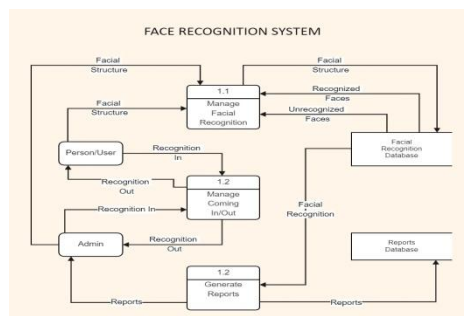 FACE RECOGNITION SYSTEM
Facial
Structure
Facial
Structure
1.1
Manage
Facial
Recognition
Recognized
Faces
Unrecognized
Faces
Facial
Structure
Person/User
Recognition
In
Facial
Recognition
Database
Recognition
Out
1.2
Manage
Coming
In/Out
Recognition In
Facial
Recognition
Admin
Recognition
Out
Reports
Database
1.2
Generate
Reports
Reports
Reports